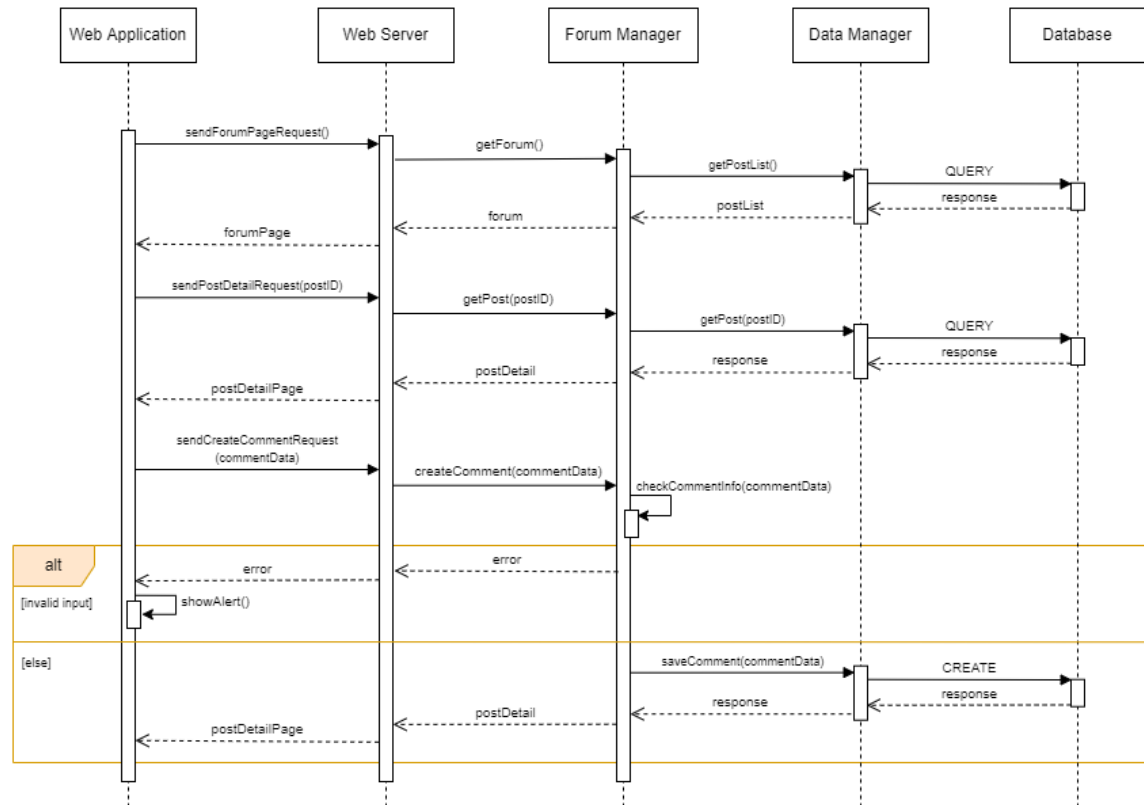 Web Application
Web Server
Forum Manager
Data Manager
Database
sendForumPageRequest()
getForum()
getPostList()
QUERY
response
postList
forum
forumPage
sendPostDetailRequest(postID)
getPost(postID)
getPost(postID)
QUERY
response
response
postDetail
postDetailPage
sendCreateCommentRequest
(commentData)
createComment(commentData)
checkCommentInfo(commentData)
alt
error
error
[invalid input]
showAlert()
[else]
saveComment(commentData)
CREATE
response
response
postDetail
postDetailPage